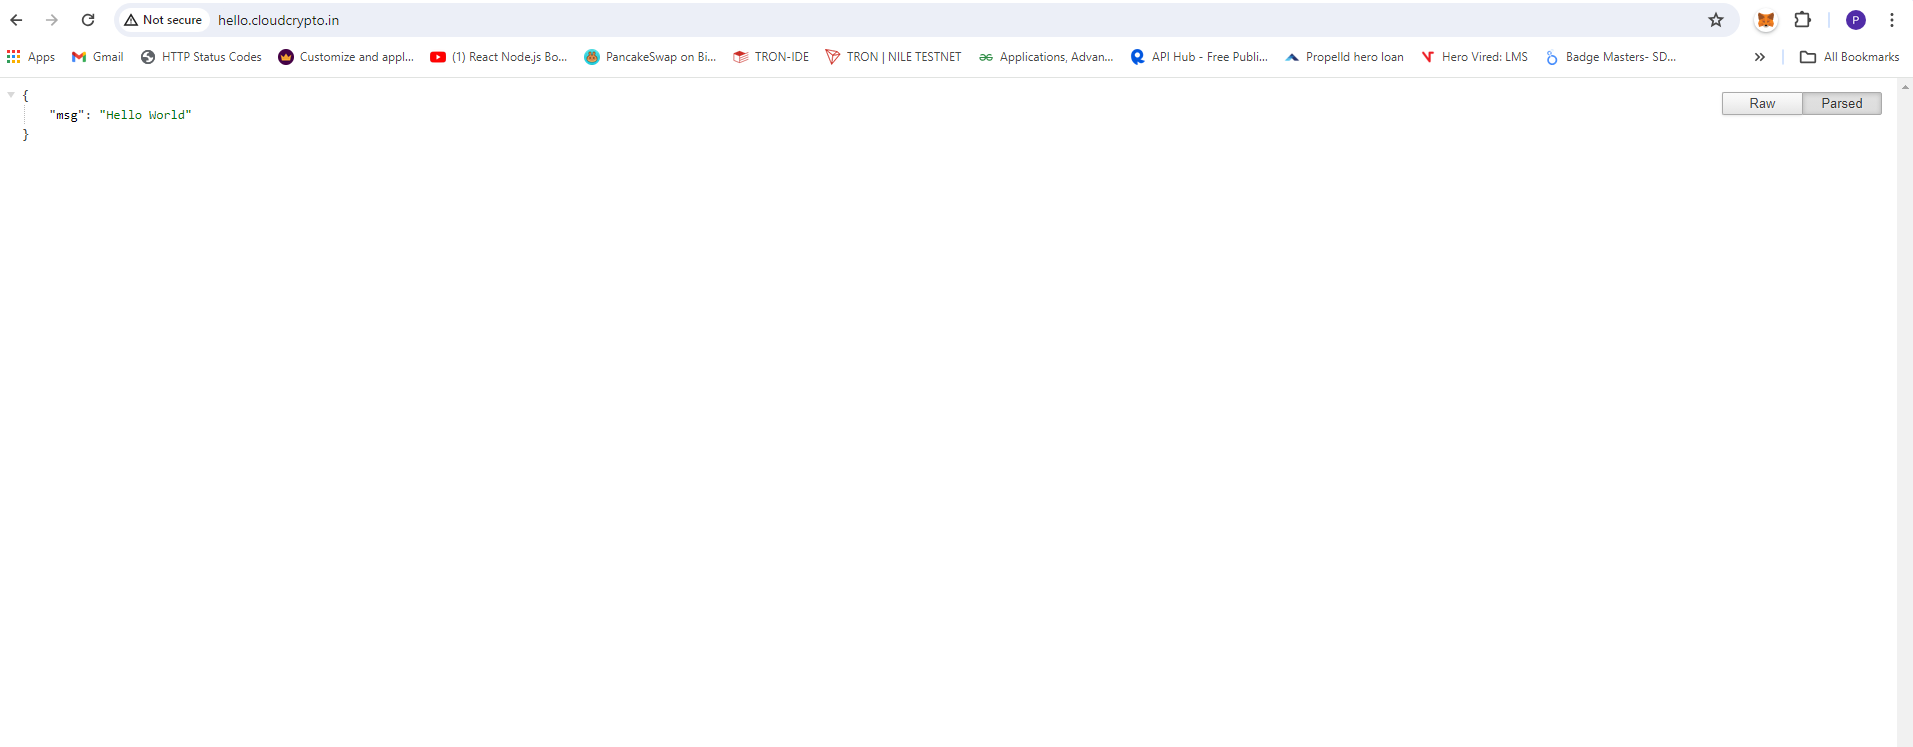 Not secure hello.cloudcrypto.in P
Apps Gmail HTTP Status Codes Customize and appl... (1) React Node.js Bo... PancakeSwap on Bi... TRON-IDE TRON | NILE TESTNET Applications, Advan... API Hub - Free Publi... Propelld hero loan Hero Vired: LMS Badge Masters- SD... » All Bookmarks
{
Raw Parsed
"msg": "Hello World"
}